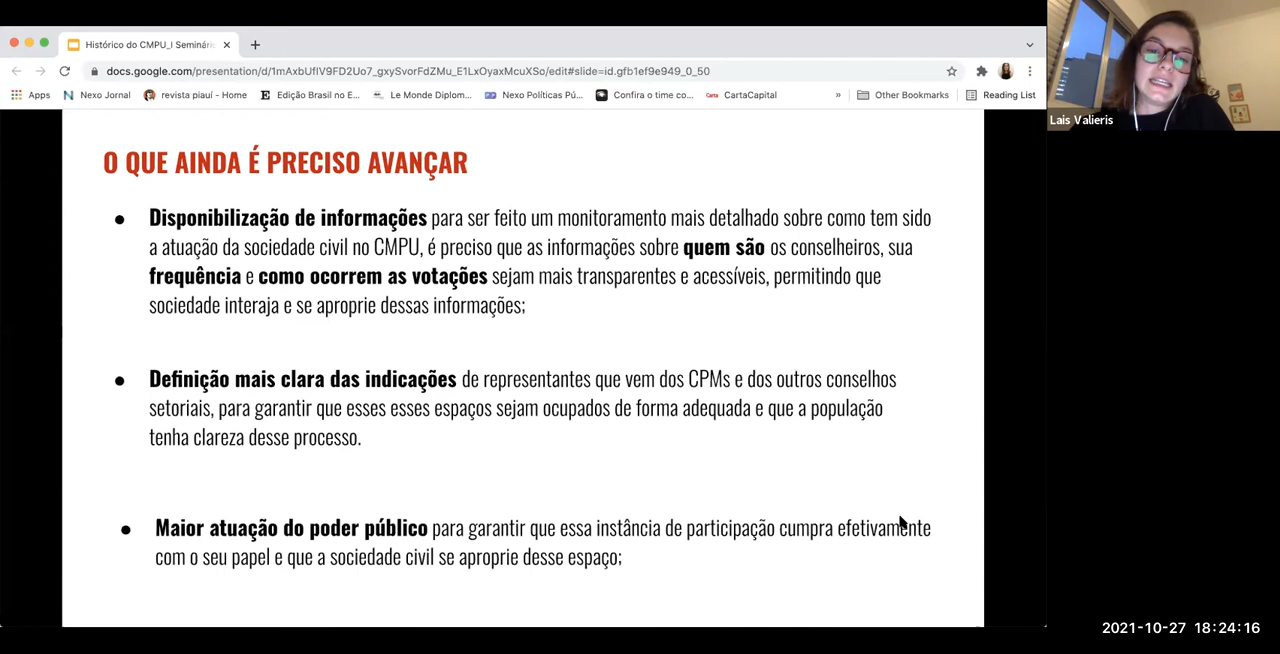 Histórico do CMPU_I Seminári
docs.google.com/presentation/d/1mAxbUfIV9FD2Uo7_gxySvorFdZMu_E1LxOyaxMcuXSo/edit#slide=id.gfb1ef9e949_0_50
Apps Nexo Jornal revista piauí - Home Edição Brasil no E... Le Monde Diplom... Nexo Políticas Pú... Confira o time co... Carta CartaCapital » Other Bookmarks Reading List
Lais Valieris
O QUE AINDA É PRECISO AVANÇAR
● Disponibilização de informações para ser feito um monitoramento mais detalhado sobre como tem sido
a atuação da sociedade civil no CMPU, é preciso que as informações sobre quem são os conselheiros, sua
frequência e como ocorrem as votações sejam mais transparentes e acessíveis, permitindo que
sociedade interaja e se aproprie dessas informações;
● Definição mais clara das indicações de representantes que vem dos CPMs e dos outros conselhos
setoriais, para garantir que esses esses espaços sejam ocupados de forma adequada e que a população
tenha clareza desse processo.
● Maior atuação do poder público para garantir que essa instância de participação cumpra efetivamente
com o seu papel e que a sociedade civil se aproprie desse espaço;
2021-10-27 18:24:16